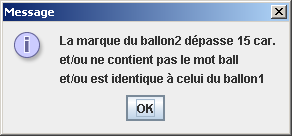 Message
La marque du ballon2 dépasse 15 car.
et/ou ne contient pas le mot ball
et/ou est identique à celui du ballon1
OK